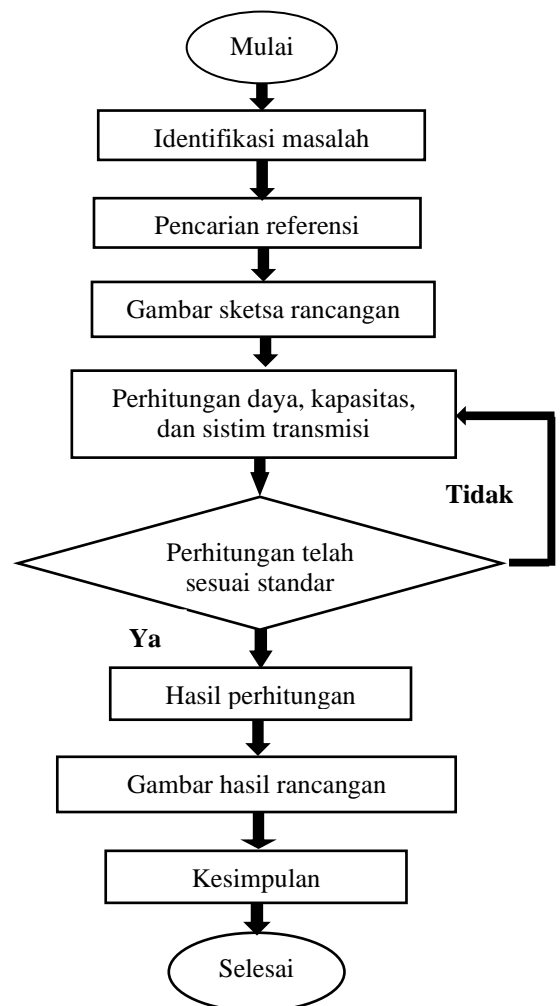 Mulai
Identifikasi masalah
Pencarian referensi
Gambar sketsa rancangan
Perhitungan daya, kapasitas,
dan sistim transmisi
Tidak
Perhitungan telah
sesuai standar
Ya
Hasil perhitungan
Gambar hasil rancangan
Kesimpulan
Selesai